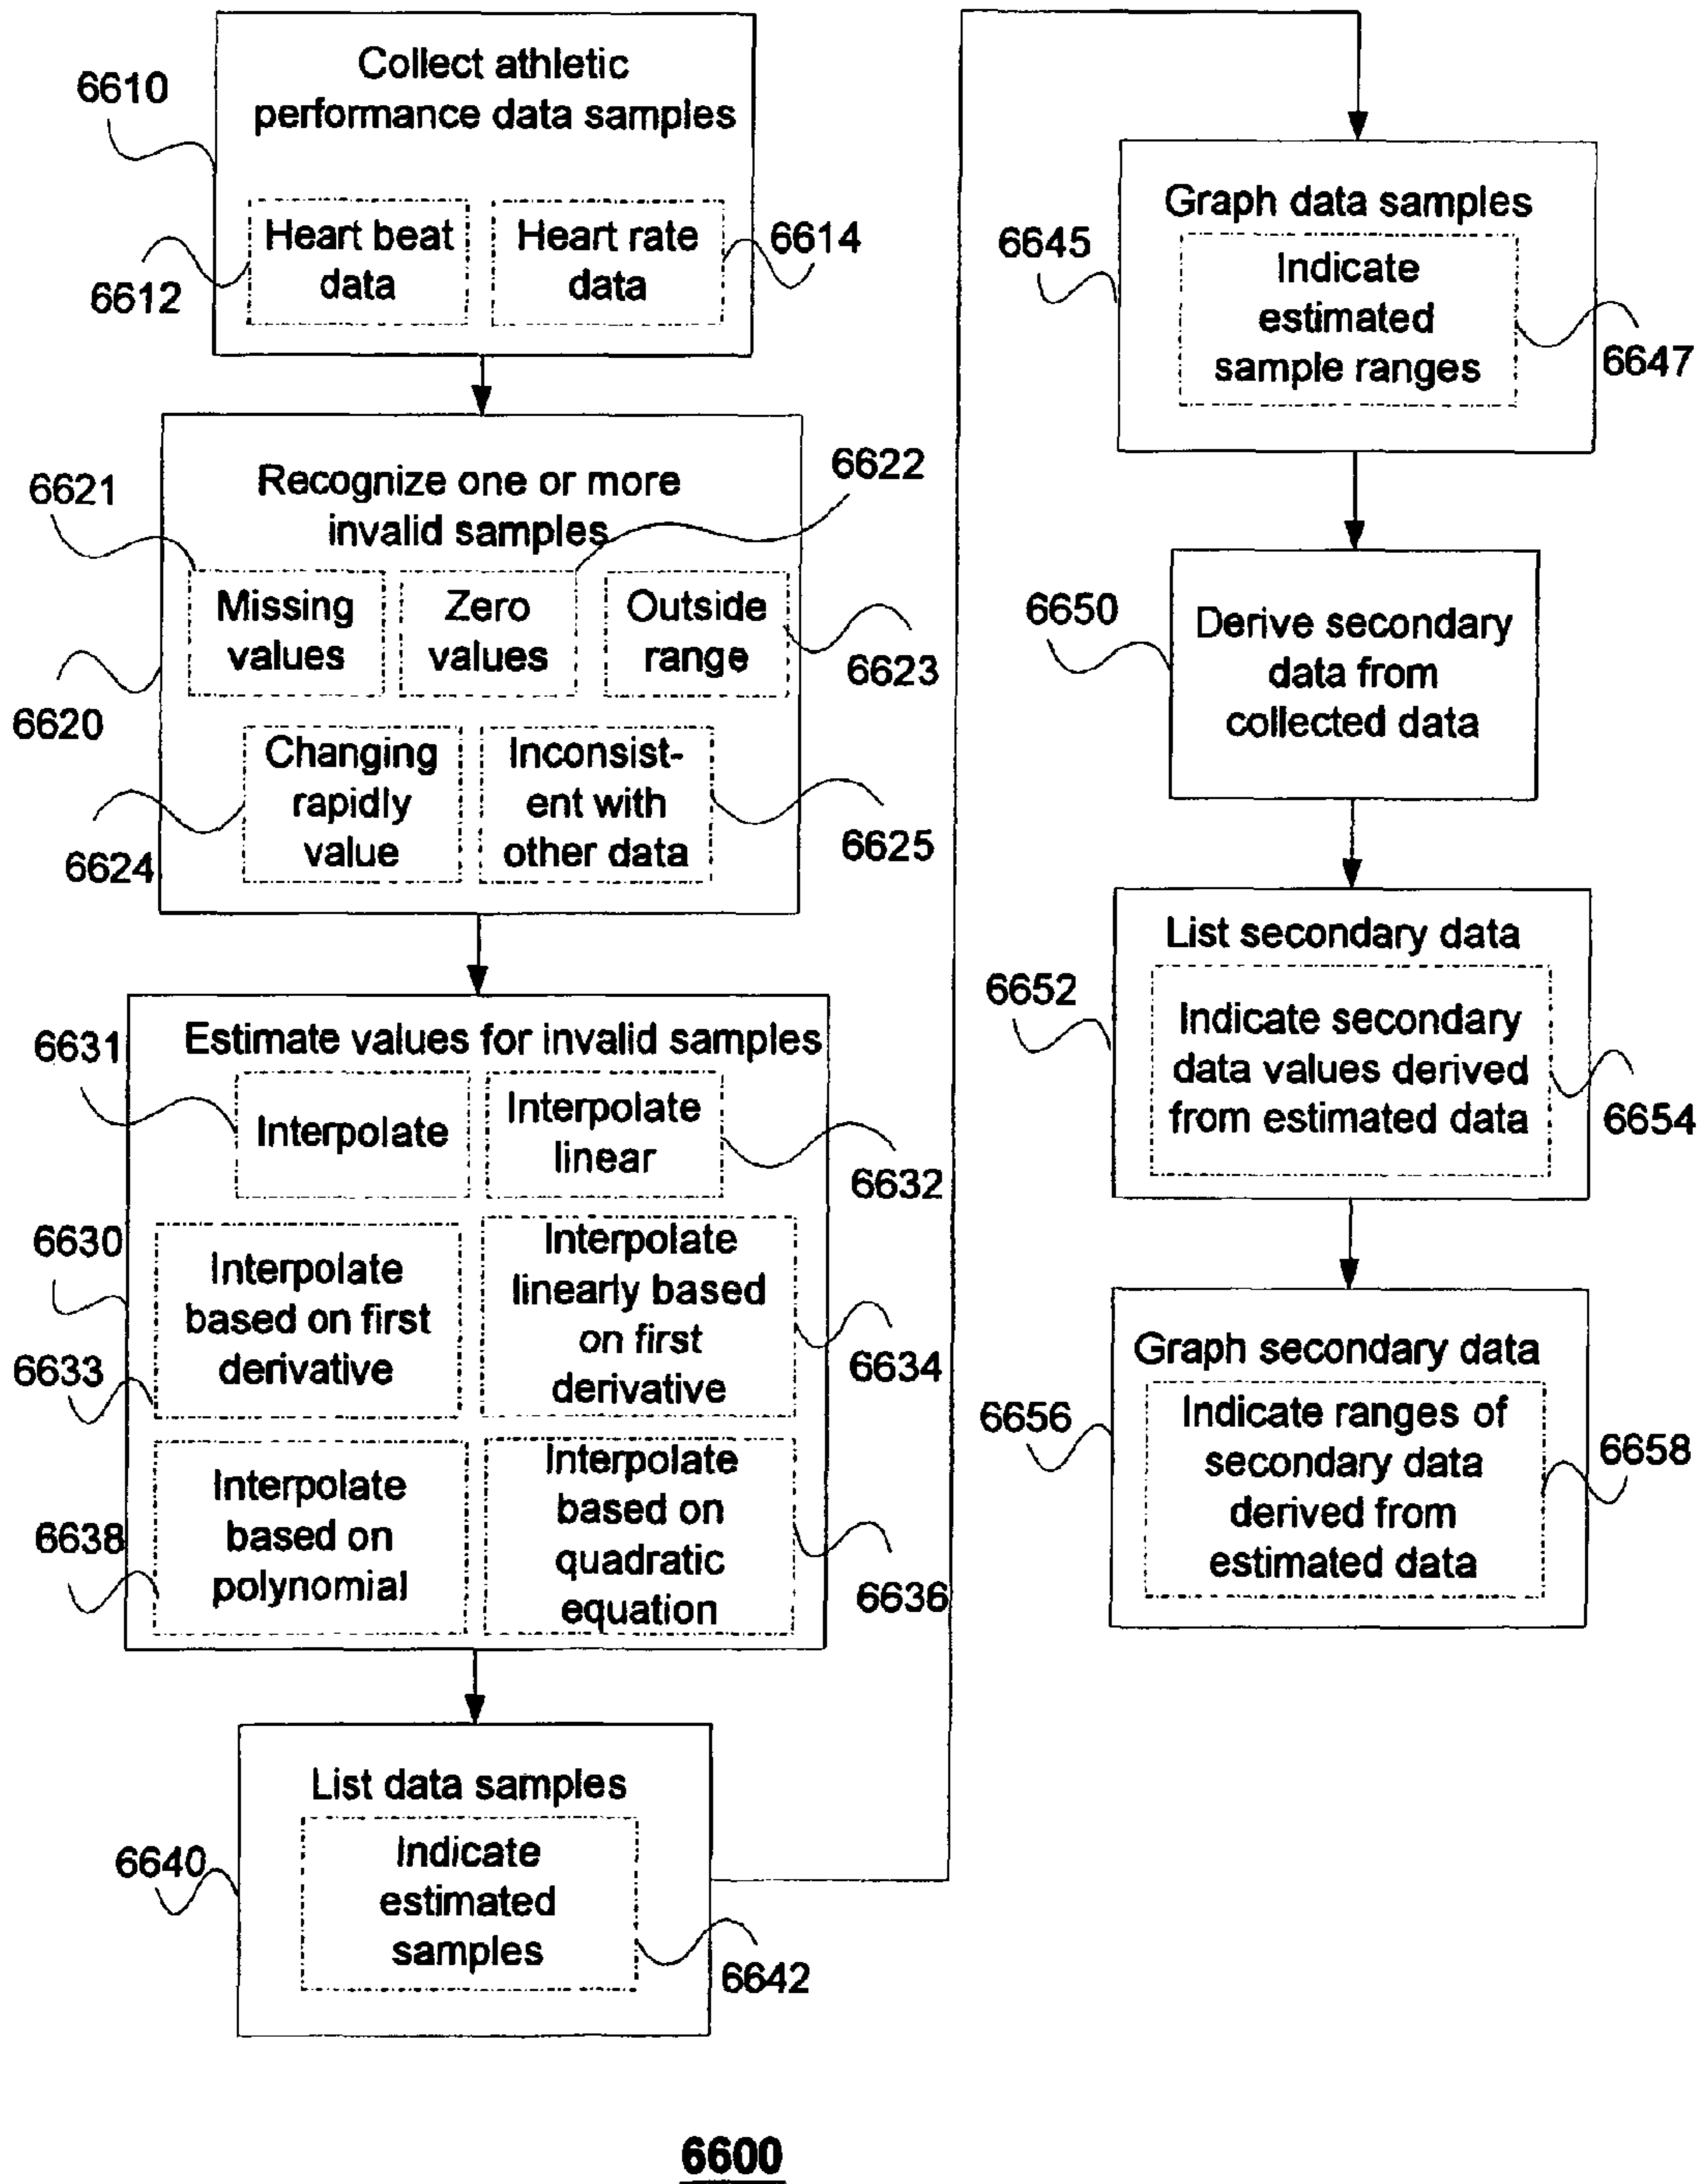 Collect athletic
performance data samples
6610
Heart beat
data
Heart rate
data
6614
6612
Recognize one or more
invalid samples
6622
6621
Missing
values
Zero
values
Outside
range
6623
6620
Changing
rapidly
value
Inconsist-
ent with
other data
6625
6624
Estimate values for invalid samples
6631
Interpolate
Interpolate
linear
6632
6630
Interpolate
based on first
derivative
6633
Interpolate
linearly based
on first
derivative
6634
Interpolate
based on
polynomial
6638
Interpolate
based on
quadratic
equation
6636
List data samples
6640
Indicate
estimated
samples
6642
Graph data samples
6645
Indicate
estimated
sample ranges
6647
6650
Derive secondary
data from
collected data
List secondary data
6652
Indicate secondary
data values derived
from estimated data
6654
Graph secondary data
6656
Indicate ranges of
secondary data
derived from
estimated data
6658
6600